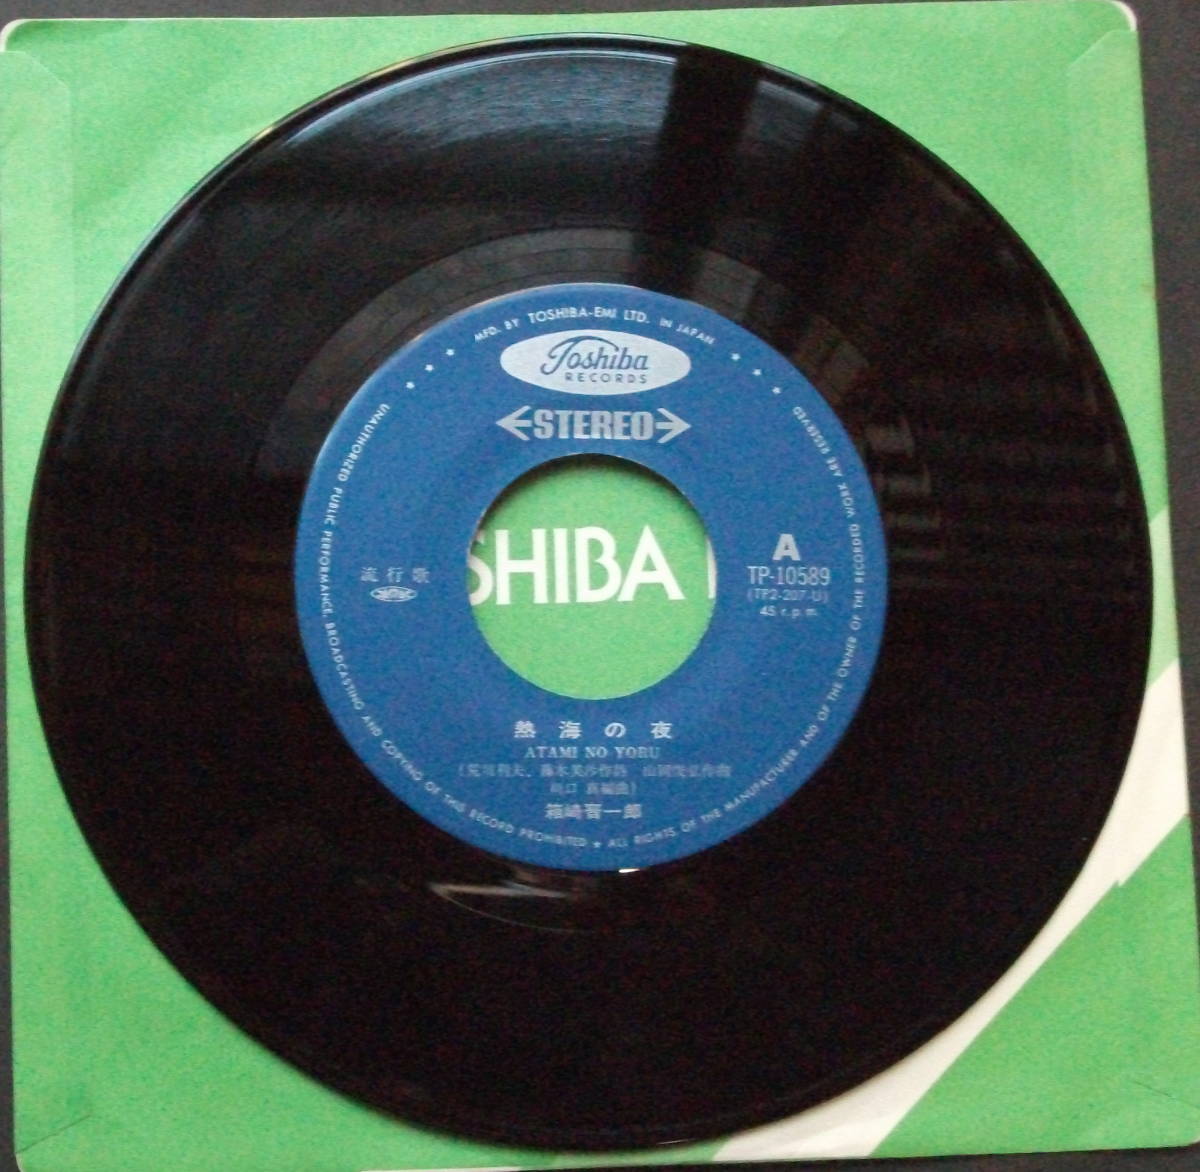 MFD. BY TOSHIBA-EMI LTD. IN JAPAN
Toshiba
RECORDS
STEREO
SHIBA
流行歌
A
TP-10589
(TP2-207-U)
45 r.p.m.
熱海の夜
ATAMI NO YORU
箱崎晋一郎
UNAUTHORIZED PUBLIC PERFORMANCE, BROADCASTING AND COPYING OF THIS RECORD PROHIBITED ★ ALL RIGHTS OF THE MANUFACTURER AND OF THE OWNER OF THE RECORDED WORK ARE RESERVED